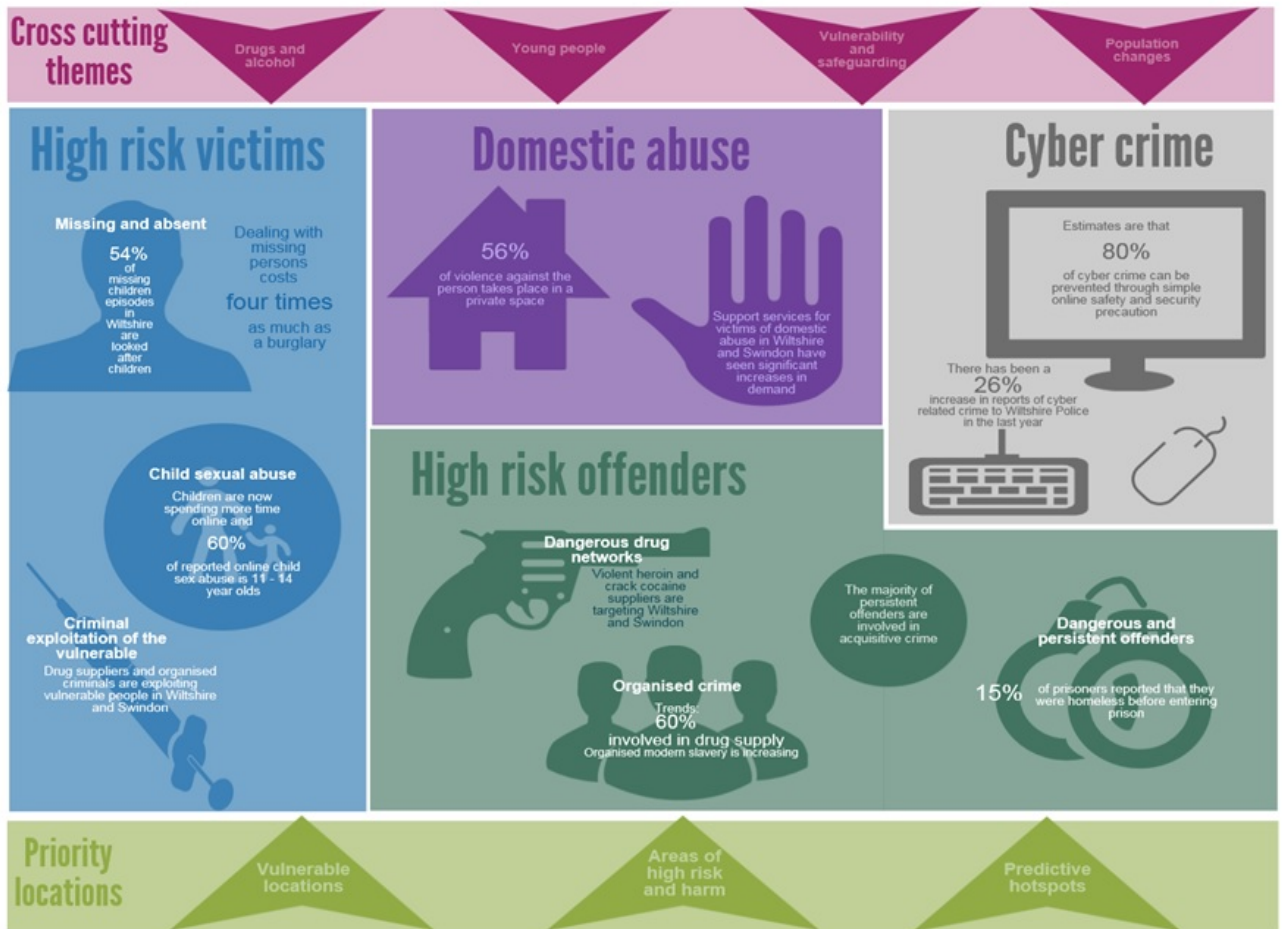 Cross cutting
themes
Drugs and
alcohol
Young people
Vulnerability
and
safeguarding
Population
changes
High risk victims
Missing and absent
54%
of
missing
children
episodes
in
Wiltshire
are
looked
after
children
Dealing with
missing
persons
costs
four times
as much as
a burglary
Child sexual abuse
Children are now
spending more time
online and
60%
of reported online child
sex abuse is 11 - 14
year olds
Criminal
exploitation of the
vulnerable
Drug suppliers and organised
criminals are exploiting
vulnerable people in Wiltshire
and Swindon
Domestic abuse
56%
of violence against the
person takes place in a
private space
Support services for
victims of domestic
abuse in Wiltshire
and Swindon have
seen significant
increases in
demand
Cyber crime
Estimates are that
80%
of cyber crime can be
prevented through simple
online safety and security
precaution
There has been a
26%
increase in reports of cyber
related crime to Wiltshire Police
in the last year
High risk offenders
Dangerous drug
networks
Violent heroin and
crack cocaine
suppliers are
targeting Wiltshire
and Swindon
Organised crime
Trends:
60%
involved in drug supply
Organised modern slavery is increasing
The majority of
persistent
offenders are
involved in
acquisitive crime
Dangerous and
persistent offenders
15%
of prisoners reported that they
were homeless before entering
prison
Priority
locations
Vulnerable
locations
Areas of
high risk
and harm
Predictive
hotspots